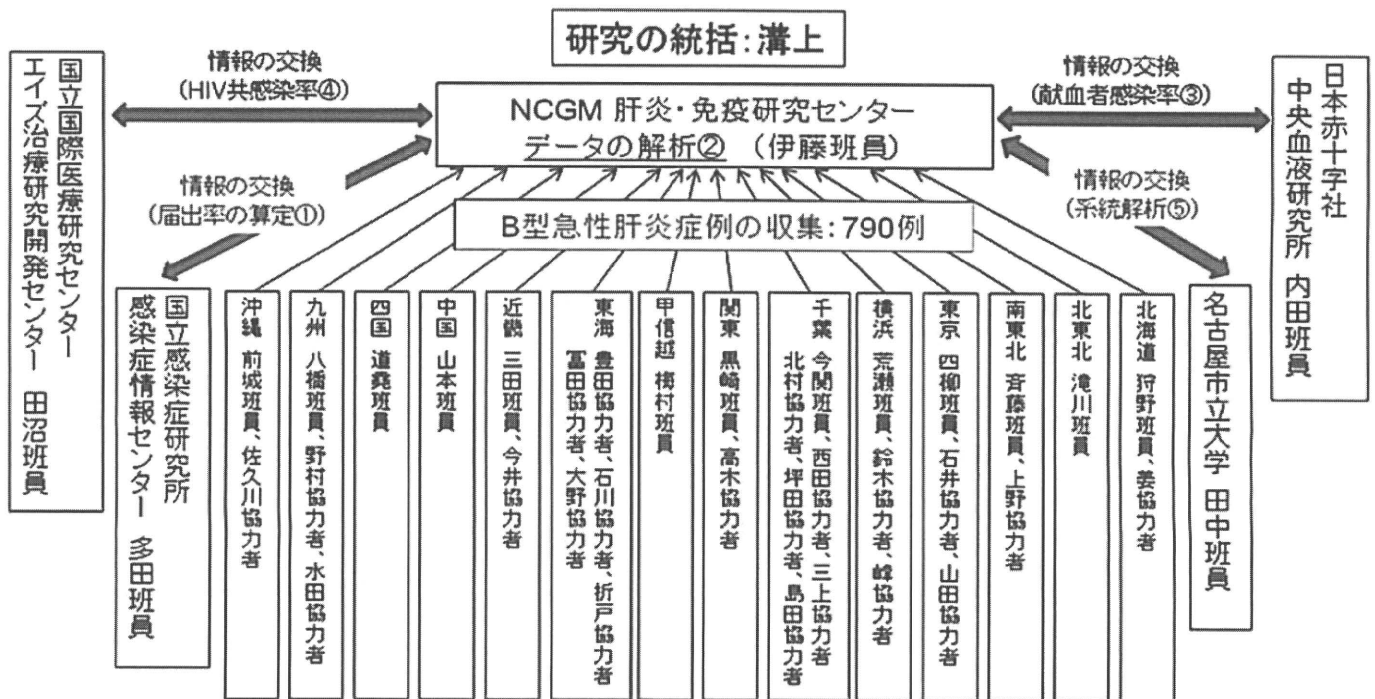 研究の統括:溝上
情報の交換
(HIV共感染率④)
情報の交換
(献血者感染率③)
NCGM 肝炎・免疫研究センター
データの解析② (伊藤班員)
情報の交換
(届出率の算定①)
情報の交換
(系統解析⑤)
B型急性肝炎症例の収集:790例
国立国際医療研究センター
エイズ治療研究開発センター 田沼班員
国立感染症研究所
感染症情報センター 多田班員
沖縄 前城班員、佐久川協力者
九州 八橋班員、野村協力者、水田協力者
四国 道堯班員
中国 山本班員
近畿 三田班員、今井協力者
東海 豊田協力者、石川協力者、折戸協力者
冨田協力者、大野協力者
甲信越 梅村班員
関東 黒崎班員、高木協力者
千葉 今関班員、西田協力者、三上協力者
北村協力者、坪田協力者、島田協力者
横浜 荒瀬班員、鈴木協力者、峰協力者
東京 四柳班員、石井協力者、山田協力者
南東北 斉藤班員、上野協力者
北東北 滝川班員
北海道 狩野班員、姜協力者
名古屋市立大学 田中班員
日本赤十字社
中央血液研究所 内田班員